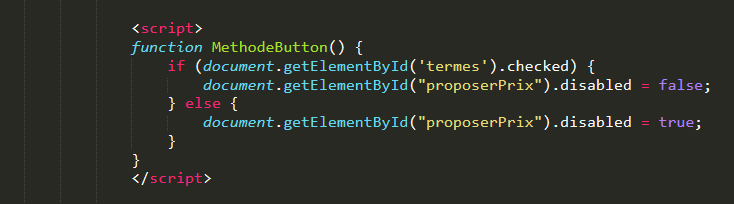 <script>
function MethodeButton() {
if (document.getElementById('termes').checked) {
document.getElementById("proposerPrix").disabled = false;
} else {
document.getElementById("proposerPrix").disabled = true;
}
}
</script>